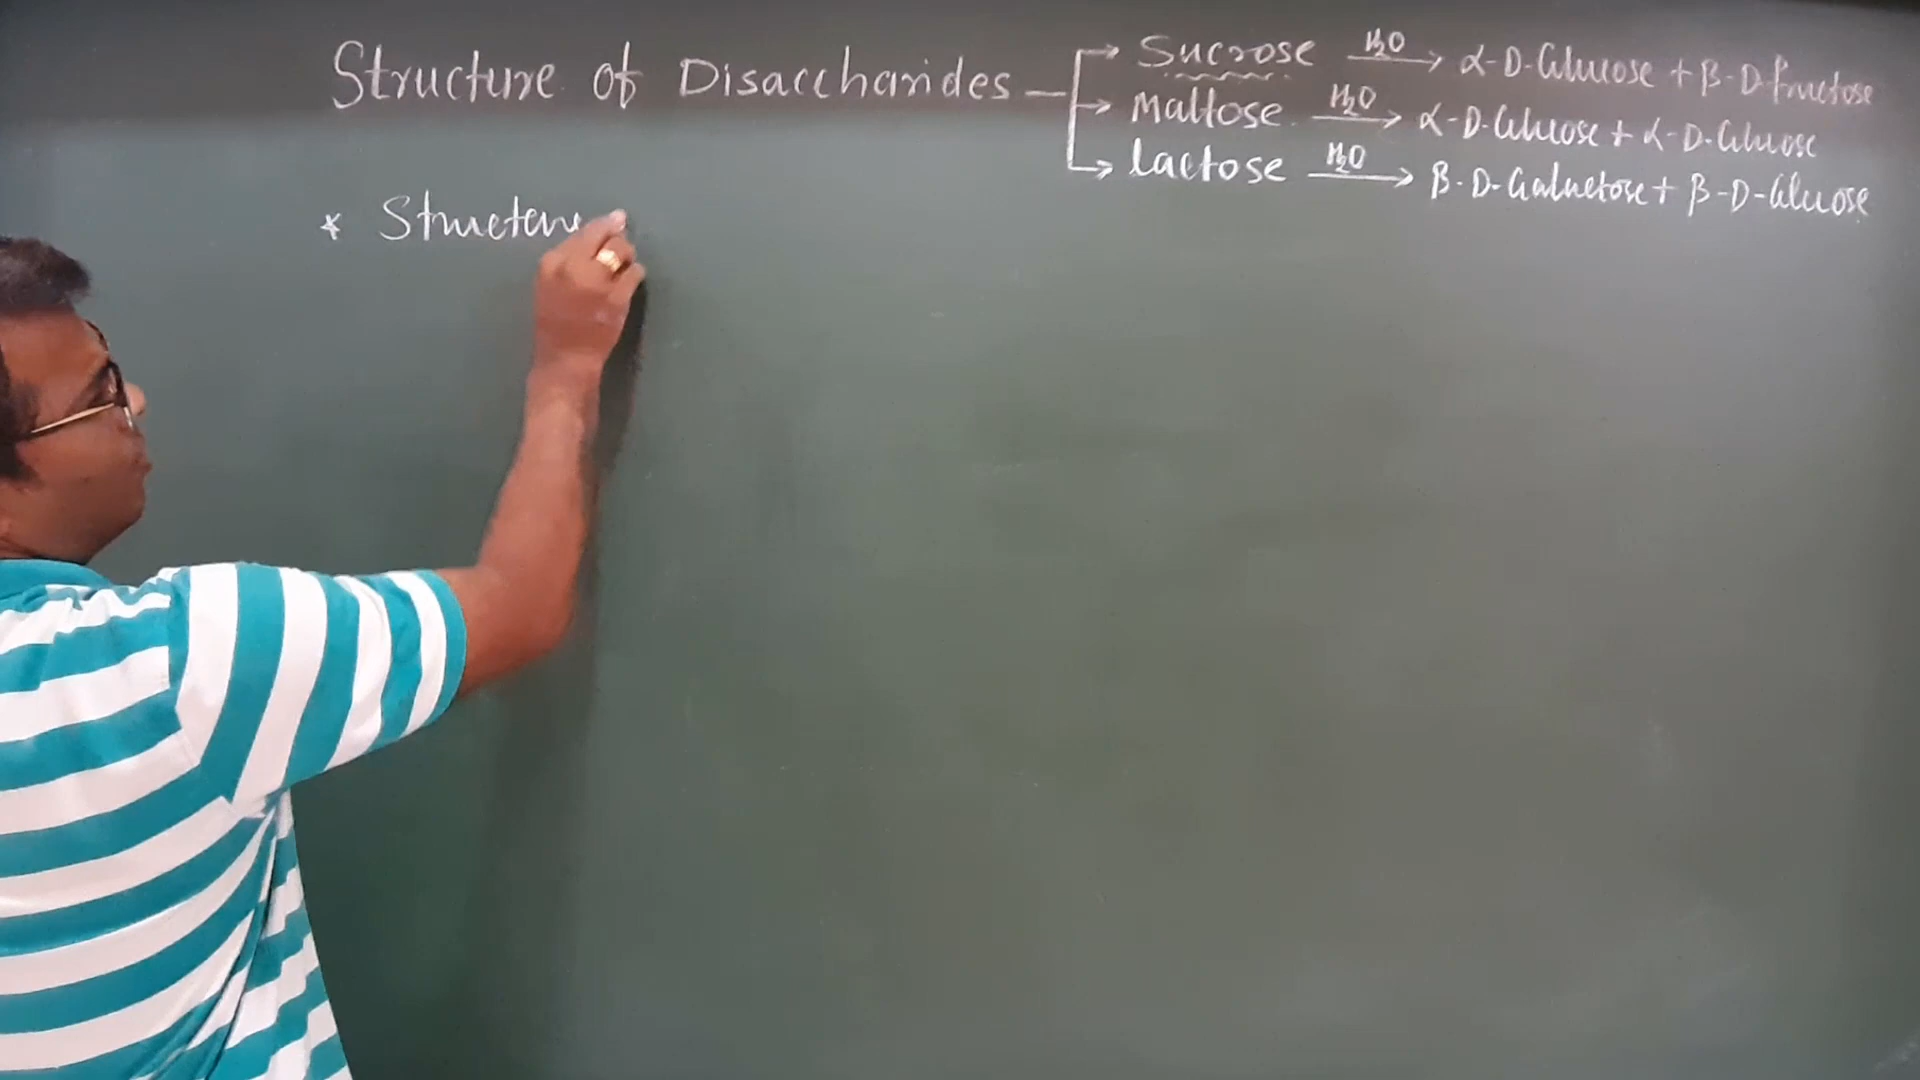 Structure of Disaccharides
Sucrose H₂O → α-D-Glucose + β-D-fructose
Maltose H₂O → α-D-Glucose + α-D-Glucose
lactose H₂O → β-D-Galactose + β-D-Glucose
* Structure